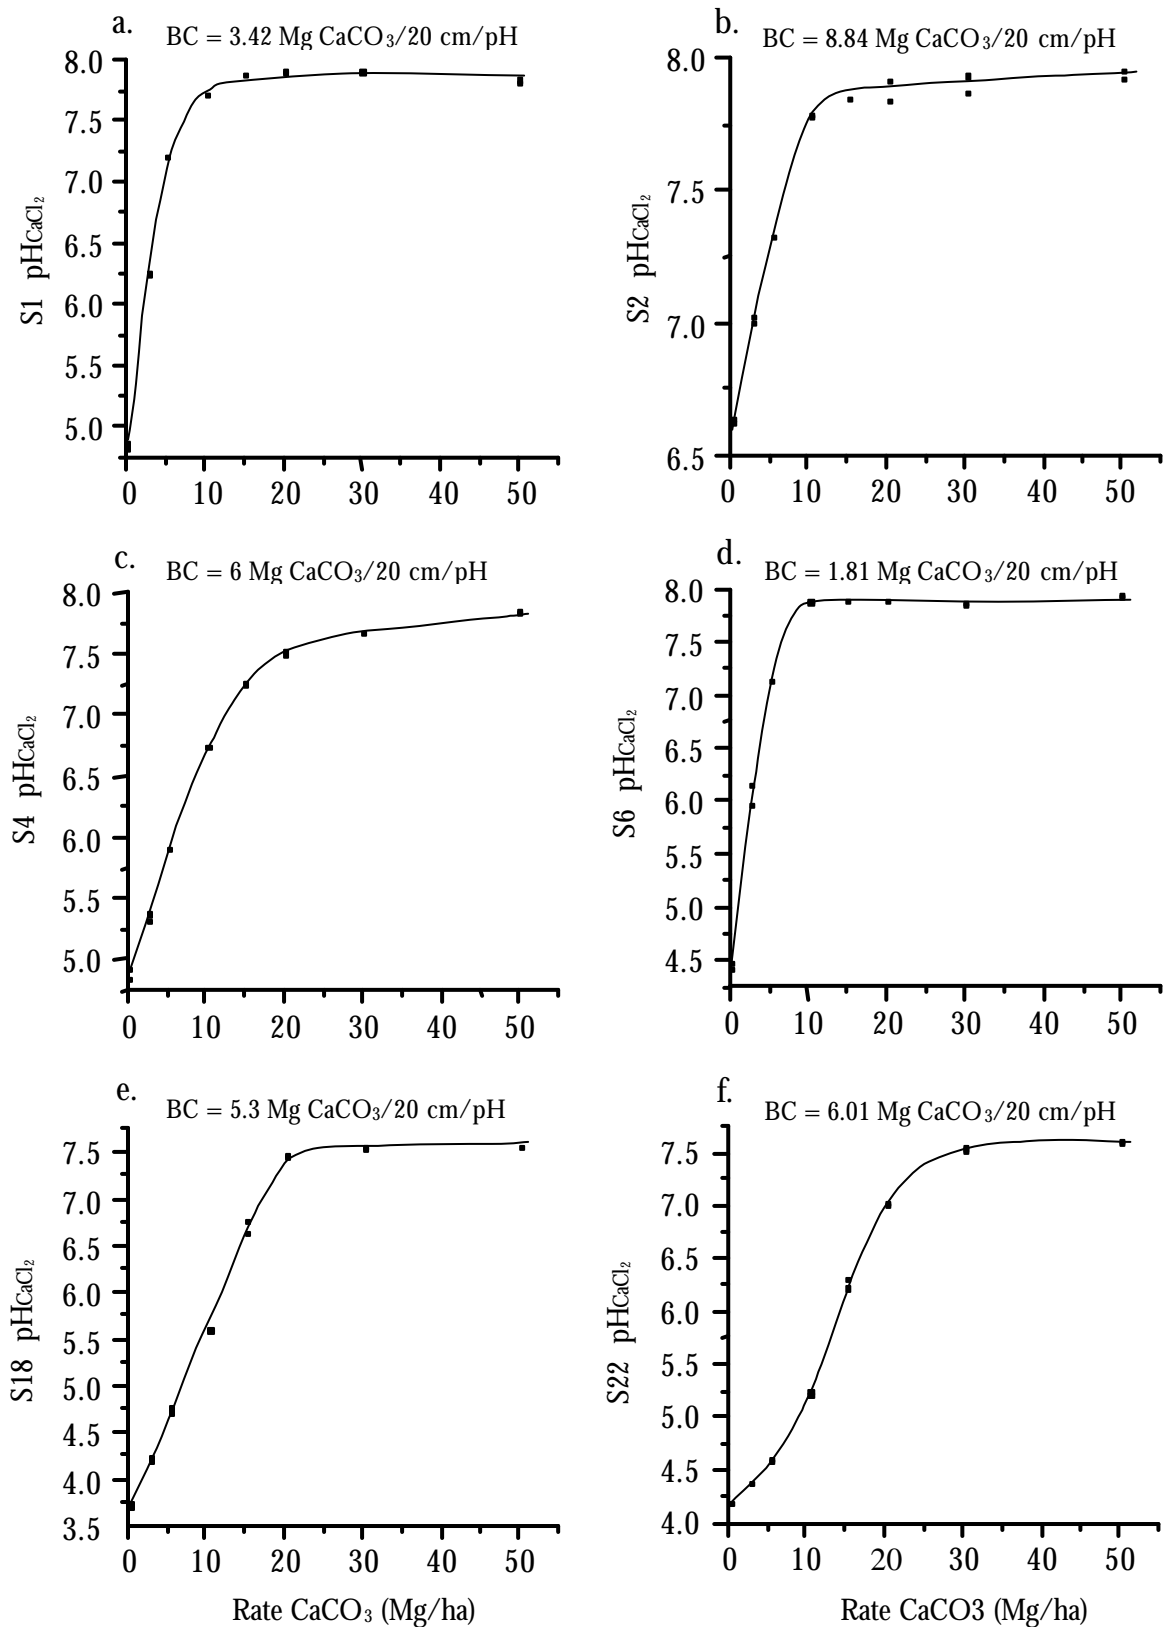 a.
BC = 3.42 Mg CaCO₃/20 cm/pH
8.0
7.5
7.0
6.5
6.0
5.5
5.0
S1 pHCaCl₂
0 10 20 30 40 50
b.
BC = 8.84 Mg CaCO₃/20 cm/pH
8.0
7.5
7.0
6.5
S2 pHCaCl₂
0 10 20 30 40 50
c.
BC = 6 Mg CaCO₃/20 cm/pH
8.0
7.5
7.0
6.5
6.0
5.5
5.0
S4 pHCaCl₂
0 10 20 30 40 50
d.
BC = 1.81 Mg CaCO₃/20 cm/pH
8.0
7.5
7.0
6.5
6.0
5.5
5.0
4.5
S6 pHCaCl₂
0 10 20 30 40 50
e.
BC = 5.3 Mg CaCO₃/20 cm/pH
7.5
7.0
6.5
6.0
5.5
5.0
4.5
4.0
3.5
S18 pHCaCl₂
0 10 20 30 40 50
Rate CaCO₃ (Mg/ha)
f.
BC = 6.01 Mg CaCO₃/20 cm/pH
7.5
7.0
6.5
6.0
5.5
5.0
4.5
4.0
S22 pHCaCl₂
0 10 20 30 40 50
Rate CaCO3 (Mg/ha)